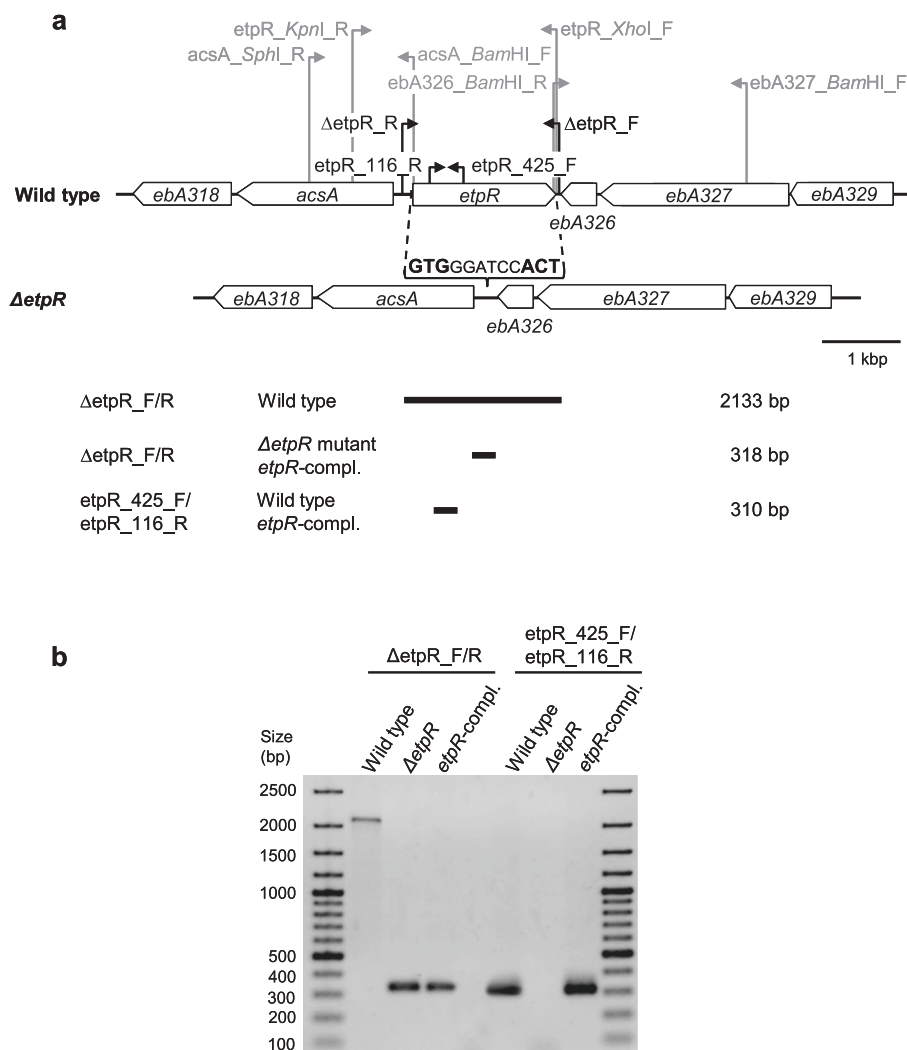 a
etpR_KpnI_R
etpR_XhoI_F
acsA_SphI_R
acsA_BamHI_F
ebA326_BamHI_R
ebA327_BamHI_F
ΔetpR_R
ΔetpR_F
etpR_116_R
etpR_425_F
Wild type
ebA318
acsA
etpR
ebA327
ebA329
ebA326
GTGGGATCCACT
ΔetpR
ebA318
acsA
ebA327
ebA329
ebA326
1 kbp
ΔetpR_F/R Wild type 2133 bp
ΔetpR_F/R ΔetpR mutant 318 bp
etpR-compl.
etpR_425_F/ Wild type 310 bp
etpR_116_R etpR-compl.
b
etpR_425_F/
ΔetpR_F/R etpR_116_R
Size
(bp)
Wild type
ΔetpR
etpR-compl.
Wild type
ΔetpR
etpR-compl.
2500
2000
1500
1000
500
400
300
200
100